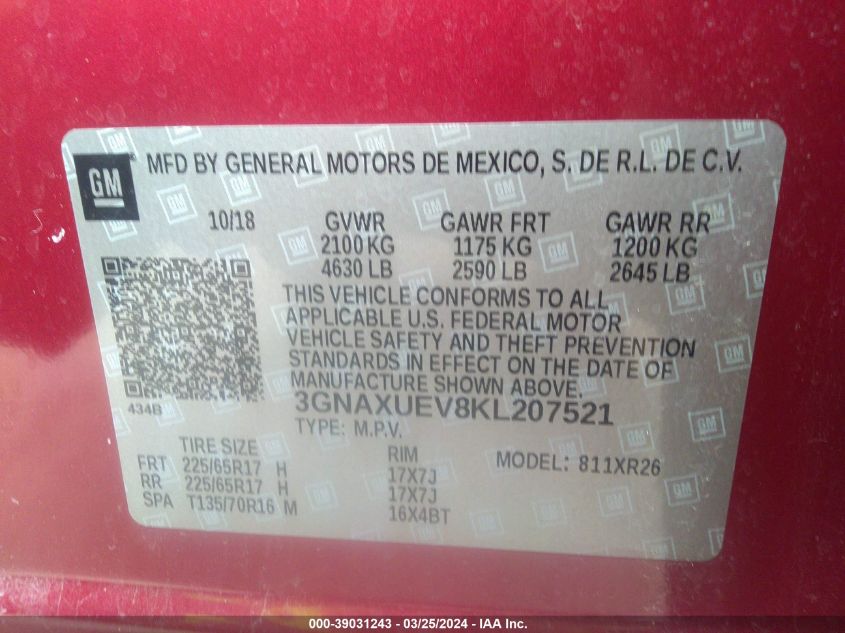 GM
MFD BY GENERAL MOTORS DE MEXICO, S. DE R.L. DE C.V.
10/18 GVWR GAWR FRT GAWR RR
2100 KG 1175 KG 1200 KG
4630 LB 2590 LB 2645 LB
THIS VEHICLE CONFORMS TO ALL
APPLICABLE U.S. FEDERAL MOTOR
VEHICLE SAFETY AND THEFT PREVENTION
STANDARDS IN EFFECT ON THE DATE OF
MANUFACTURE SHOWN ABOVE.
434B
3GNAXUEV8KL207521
TYPE: M.P.V.
TIRE SIZE RIM MODEL: 811XR26
FRT 225/65R17 H 17X7J
RR 225/65R17 H 17X7J
SPA T135/70R16 M 16X4BT
000-39031243 - 03/25/2024 - IAA Inc.